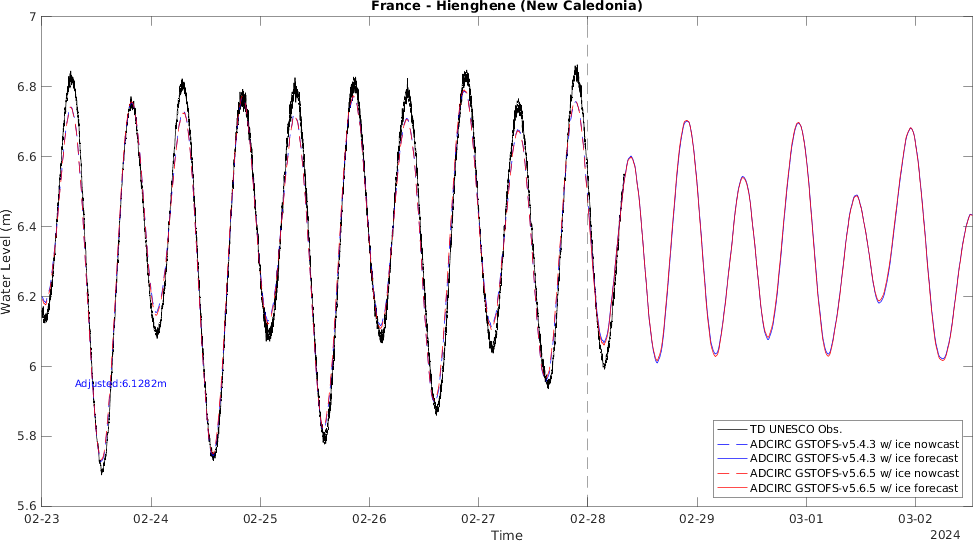 France - Hienghene (New Caledonia)
7
6.8
6.6
6.4
6.2
6
5.8
5.6
Water Level (m)
Adjusted:6.1282m
TD UNESCO Obs.
ADCIRC GSTOFS-v5.4.3 w/ ice nowcast
ADCIRC GSTOFS-v5.4.3 w/ ice forecast
ADCIRC GSTOFS-v5.6.5 w/ ice nowcast
ADCIRC GSTOFS-v5.6.5 w/ ice forecast
02-23 02-24 02-25 02-26 02-27 02-28 02-29 03-01 03-02
Time
2024